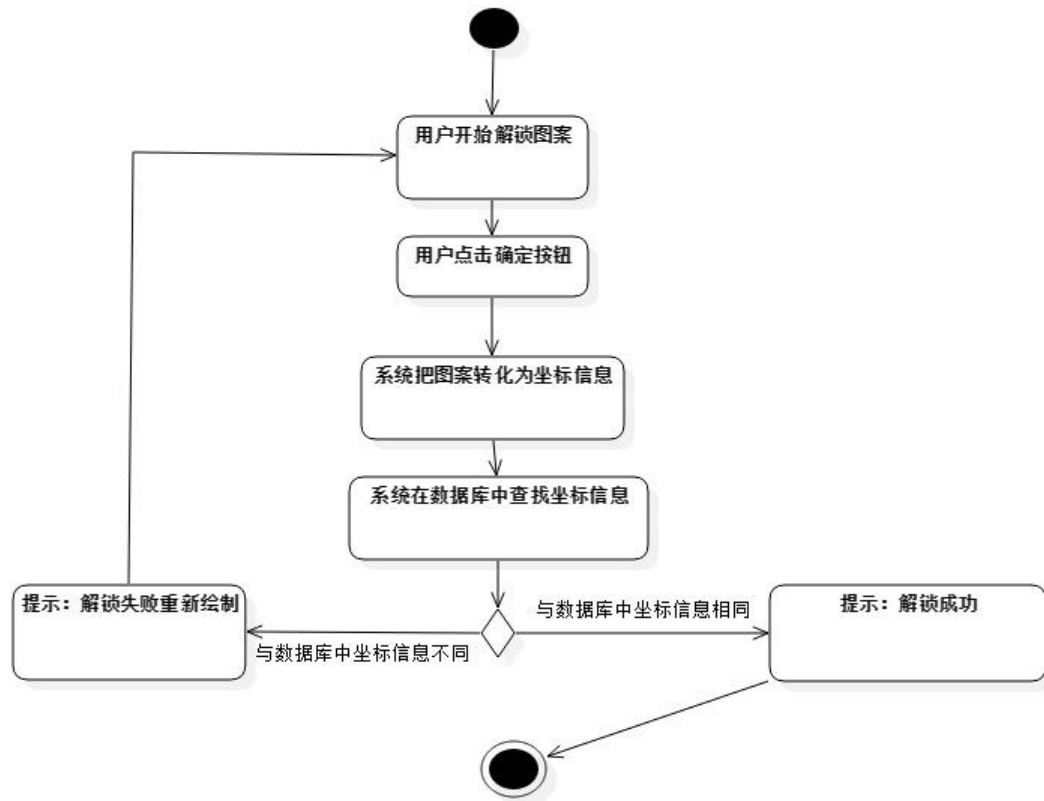 用户开始解锁图案
用户点击确定按钮
系统把图案转化为坐标信息
系统在数据库中查找坐标信息
提示：解锁失败重新绘制
与数据库中坐标信息相同
提示：解锁成功
与数据库中坐标信息不同